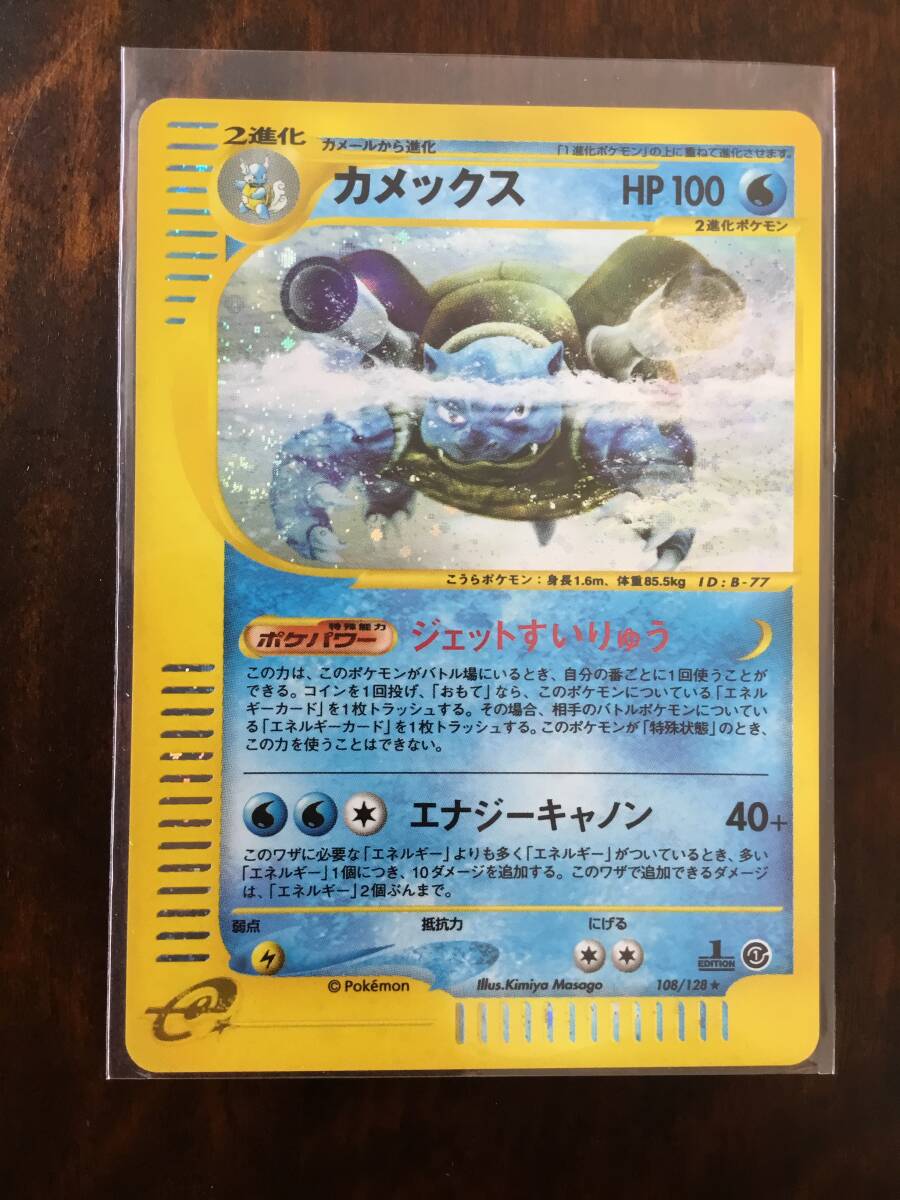 2進化
カメールから進化
「1進化ポケモン」の上に重ねて進化させます。
カメックス
HP 100
2進化ポケモン
こうらポケモン：身長1.6m、体重85.5kg ID:B-77
特殊能力
ポケパワー
ジェットすいりゅう
この力は、このポケモンがバトル場にいるとき、自分の番ごとに1回使うことが
できる。コインを1回投げ、「おもて」なら、このポケモンについている「エネル
ギーカード」を1枚トラッシュする。その場合、相手のバトルポケモンについている
「エネルギーカード」を1枚トラッシュする。このポケモンが「特殊状態」のとき、
この力を使うことはできない。
エナジーキャノン 40+
このワザに必要な「エネルギー」よりも多く「エネルギー」がついているとき、多い
「エネルギー」1個につき、10ダメージを追加する。このワザで追加できるダメージ
は、「エネルギー」2個ぶんまで。
弱点 抵抗力 にげる
1 EDITION
©Pokémon Illus.Kimiya Masago 108/128★
e